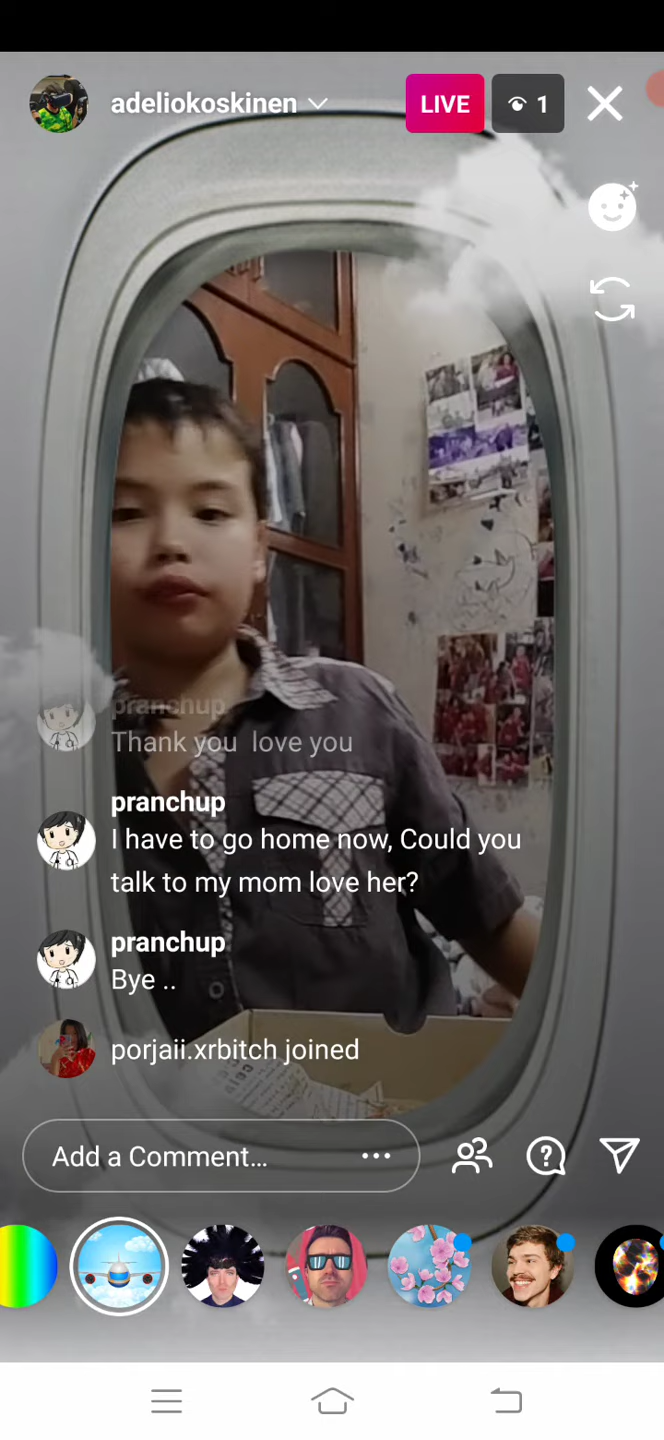 adeliokoskinen
LIVE
1
pranchup
Thank you love you
pranchup
I have to go home now, Could you
talk to my mom love her?
pranchup
Bye ..
porjaii.xrbitch joined
Add a Comment...